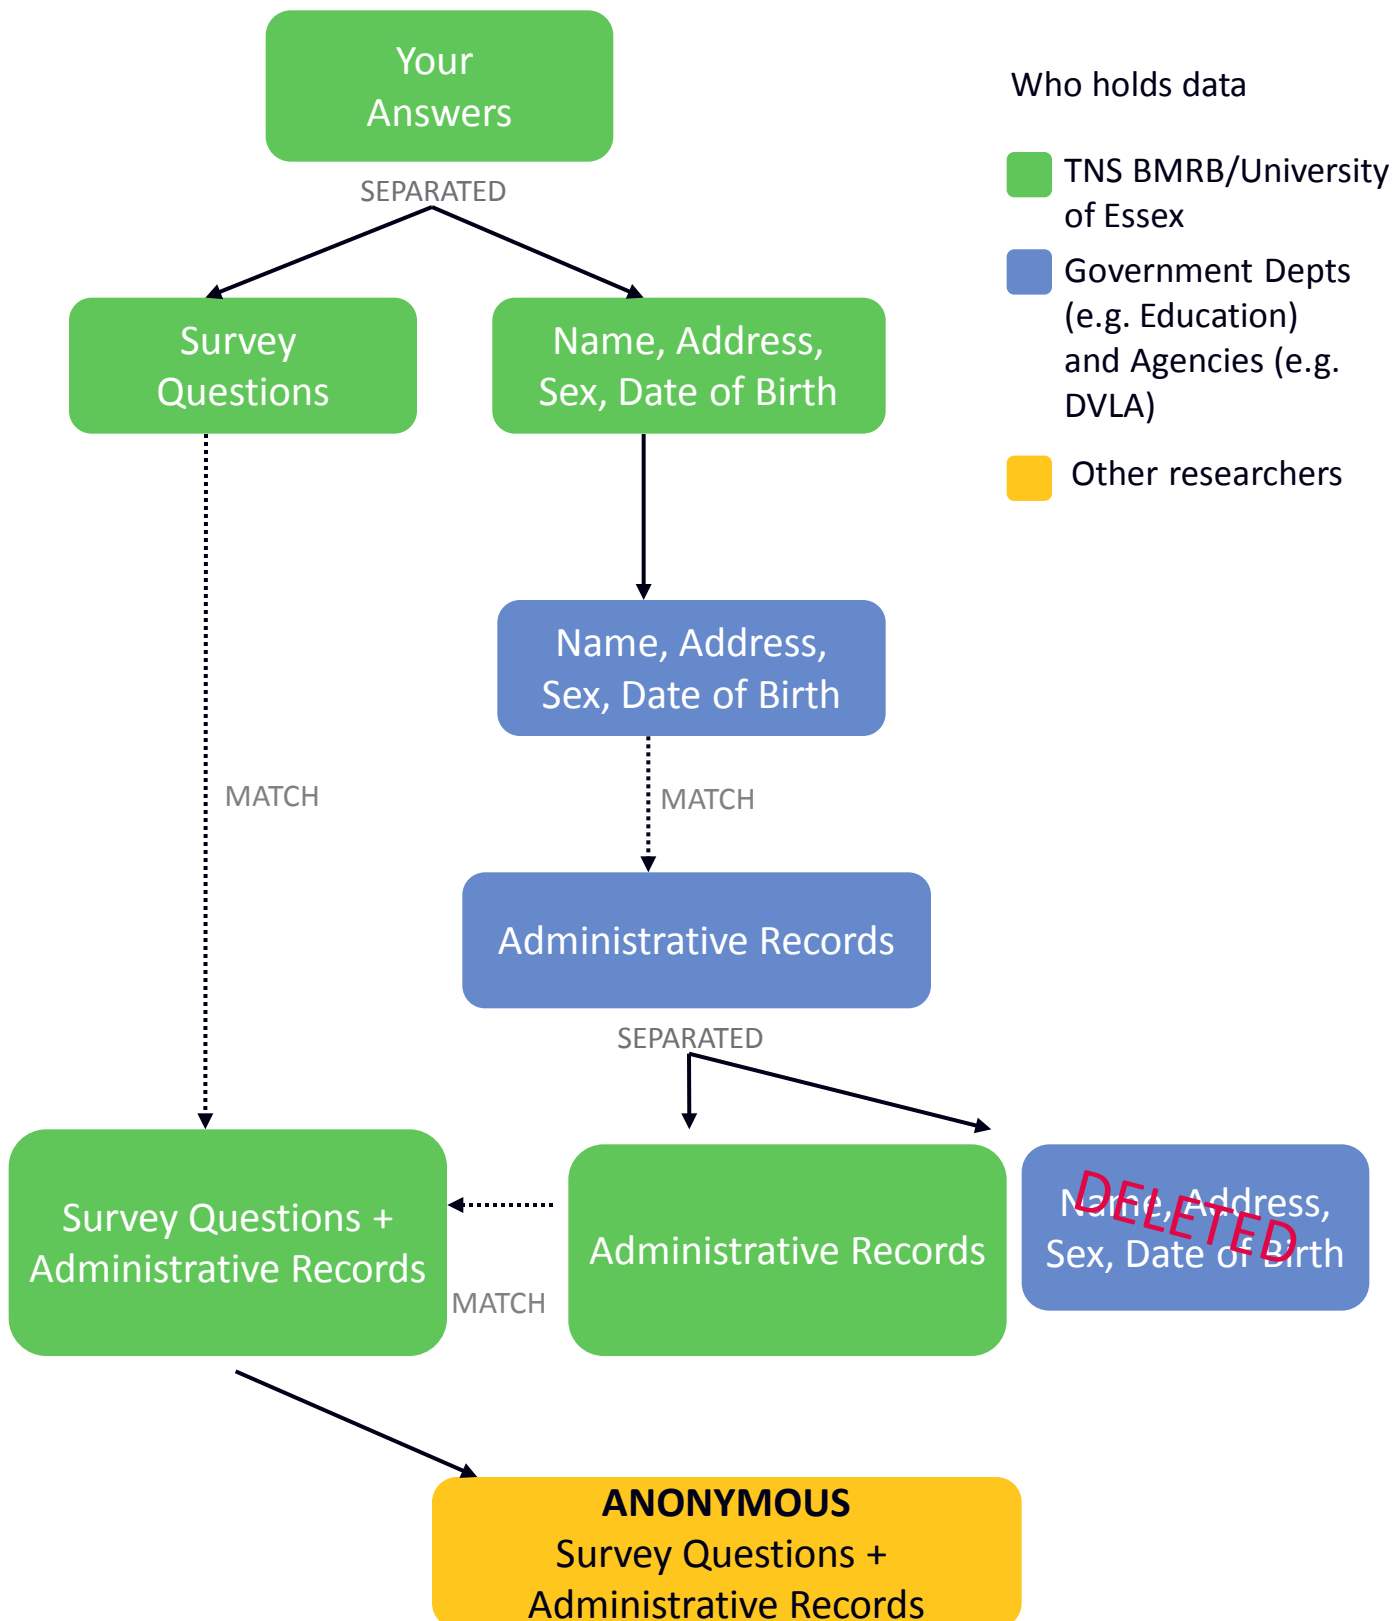 Your
Answers
Who holds data
TNS BMRB/University
of Essex
Government Depts
(e.g. Education)
and Agencies (e.g.
DVLA)
Other researchers
SEPARATED
Survey
Questions
Name, Address,
Sex, Date of Birth
Name, Address,
Sex, Date of Birth
MATCH
MATCH
Administrative Records
SEPARATED
Survey Questions +
Administrative Records
MATCH
Administrative Records
Name, Address,
Sex, Date of Birth
DELETED
ANONYMOUS
Survey Questions +
Administrative Records